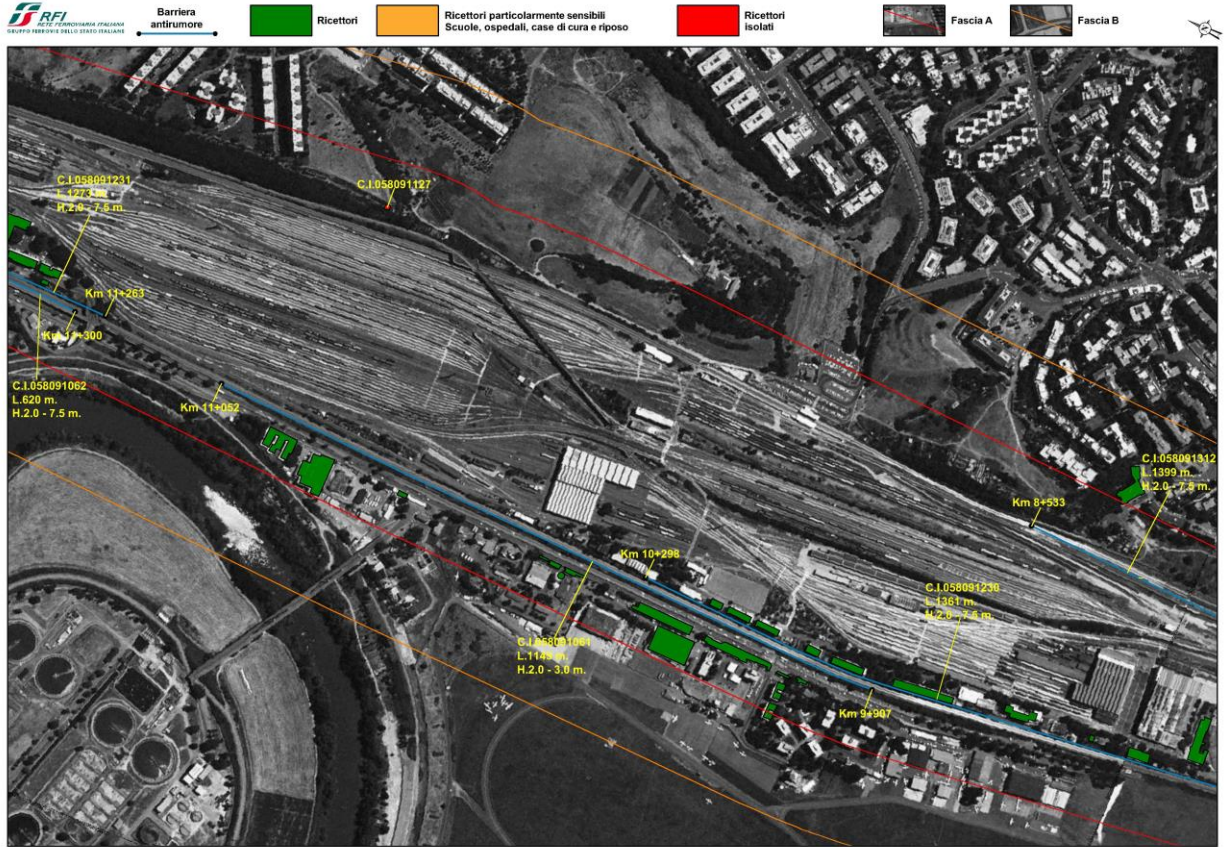 RFI
RETE FERROVIARIA ITALIANA
GRUPPO FERROVIE DELLO STATO ITALIANE
Barriera
antirumore
Ricettori
Ricettori particolarmente sensibili
Scuole, ospedali, case di cura e riposo
Ricettori
isolati
Fascia A
Fascia B
C.I.058091231
L.1273 m.
H.2.0 - 7.5 m.
C.I.058091127
Km 11+263
Km 11+300
C.I.058091062
L.620 m.
H.2.0 - 7.5 m.
Km 11+052
C.I.058091312
L.1399 m.
H.2.0 - 7.5 m.
Km 8+533
Km 10+298
C.I.058091230
L.1361 m.
H.2.0 - 7.5 m.
C.I.058091061
L.1149 m.
H.2.0 - 3.0 m.
Km 9+907